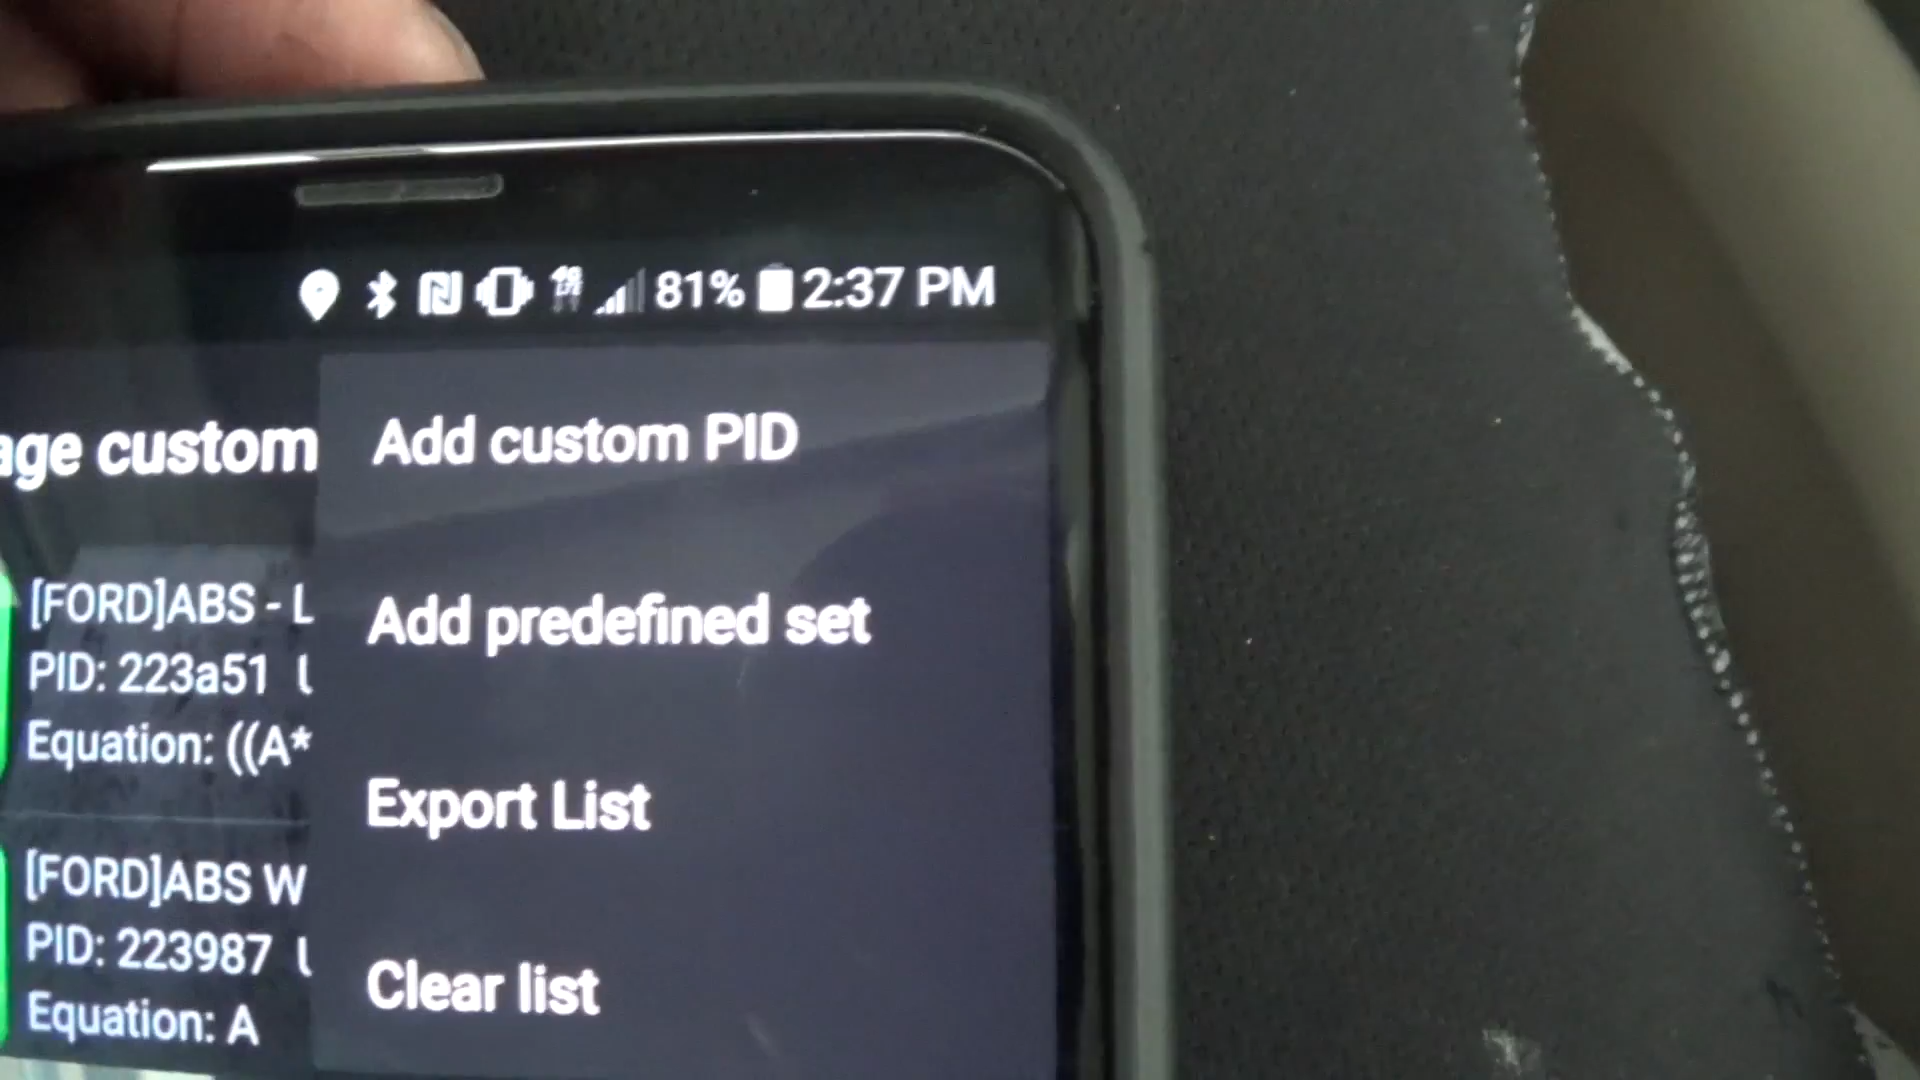 81% 2:37 PM
age custom
Add custom PID
[FORD]ABS - L
PID: 223a51
Equation: ((A*
Add predefined set
Export List
[FORD]ABS W
PID: 223987
Equation: A
Clear list